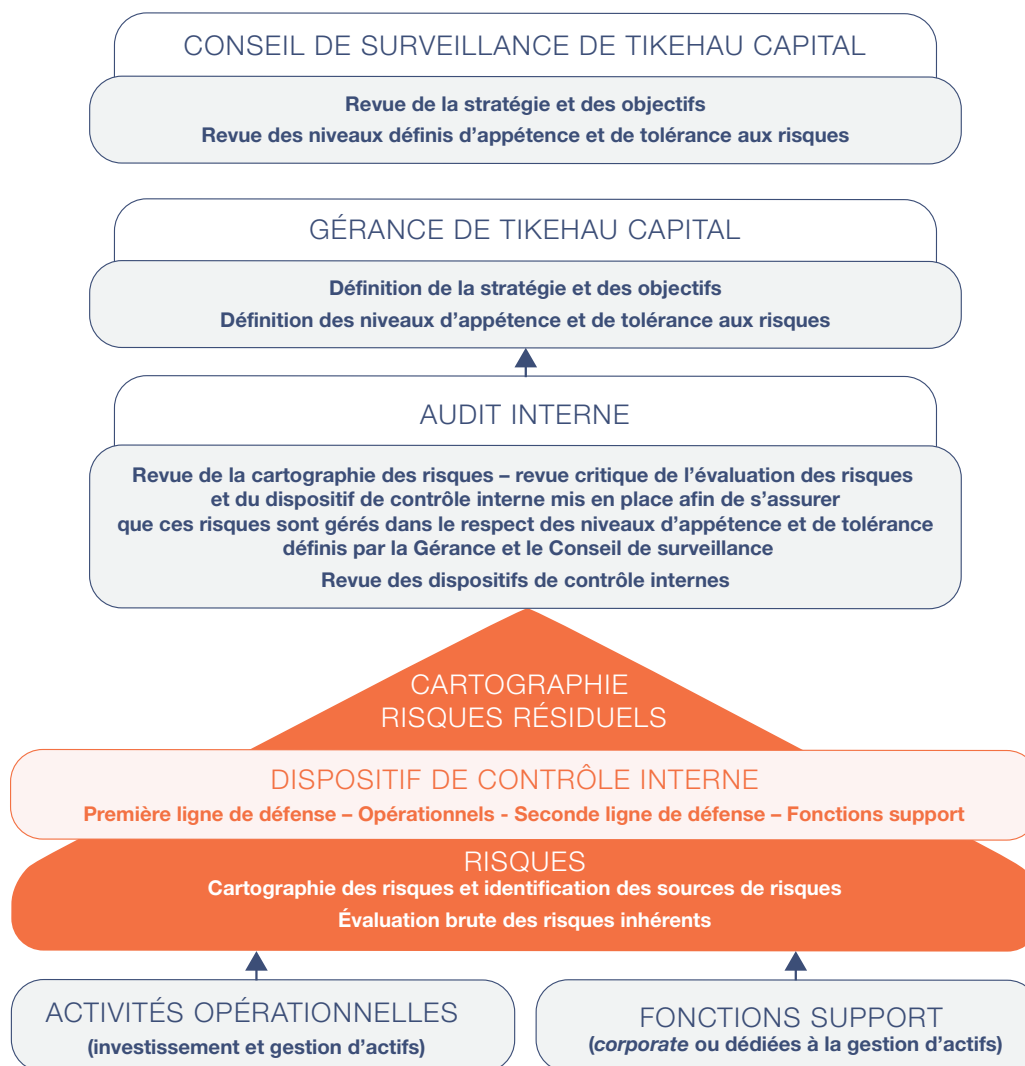 CONSEIL DE SURVEILLANCE DE TIKEHAU CAPITAL
Revue de la stratégie et des objectifs
Revue des niveaux définis d'appétence et de tolérance aux risques
GÉRANCE DE TIKEHAU CAPITAL
Définition de la stratégie et des objectifs
Définition des niveaux d'appétence et de tolérance aux risques
AUDIT INTERNE
Revue de la cartographie des risques – revue critique de l'évaluation des risques
et du dispositif de contrôle interne mis en place afin de s'assurer
que ces risques sont gérés dans le respect des niveaux d'appétence et de tolérance
définis par la Gérance et le Conseil de surveillance
Revue des dispositifs de contrôle internes
CARTOGRAPHIE
RISQUES RÉSIDUELS
DISPOSITIF DE CONTRÔLE INTERNE
Première ligne de défense – Opérationnels - Seconde ligne de défense – Fonctions support
RISQUES
Cartographie des risques et identification des sources de risques
Évaluation brute des risques inhérents
ACTIVITÉS OPÉRATIONNELLES
(investissement et gestion d'actifs)
FONCTIONS SUPPORT
(corporate ou dédiées à la gestion d'actifs)